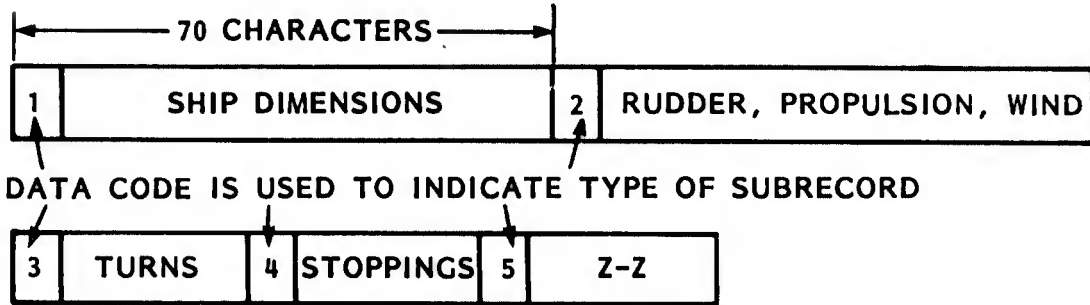 70 CHARACTERS
1 SHIP DIMENSIONS 2 RUDDER, PROPULSION, WIND
DATA CODE IS USED TO INDICATE TYPE OF SUBRECORD
3 TURNS 4 STOPPINGS 5 Z-Z